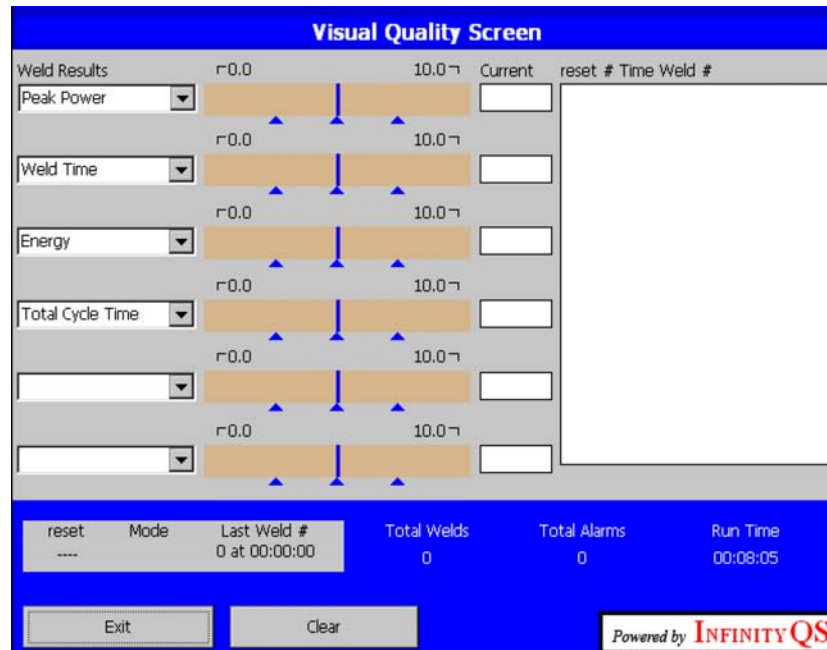 Visual Quality Screen
Weld Results 0.0 10.0 Current reset # Time Weld #
Peak Power
0.0 10.0
Weld Time
0.0 10.0
Energy
0.0 10.0
Total Cycle Time
0.0 10.0
0.0 10.0
reset Mode Last Weld # Total Welds Total Alarms Run Time
---- 0 at 00:00:00 0 0 00:08:05
Exit Clear Powered by INFINITY QS